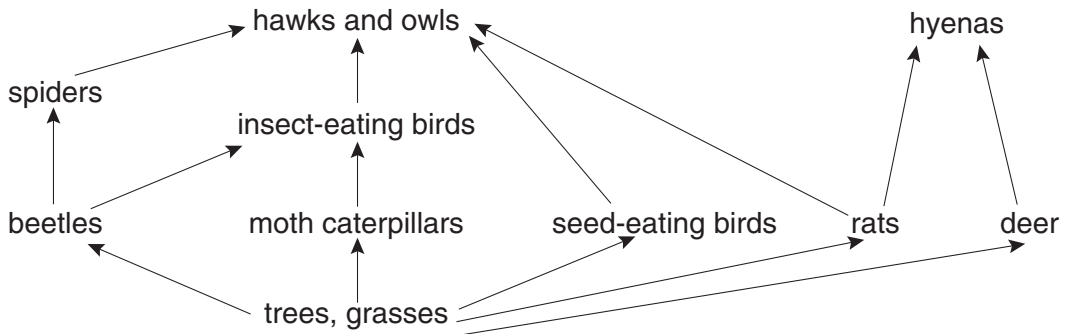 hawks and owls
hyenas
spiders
insect-eating birds
beetles
moth caterpillars
seed-eating birds
rats
deer
trees, grasses